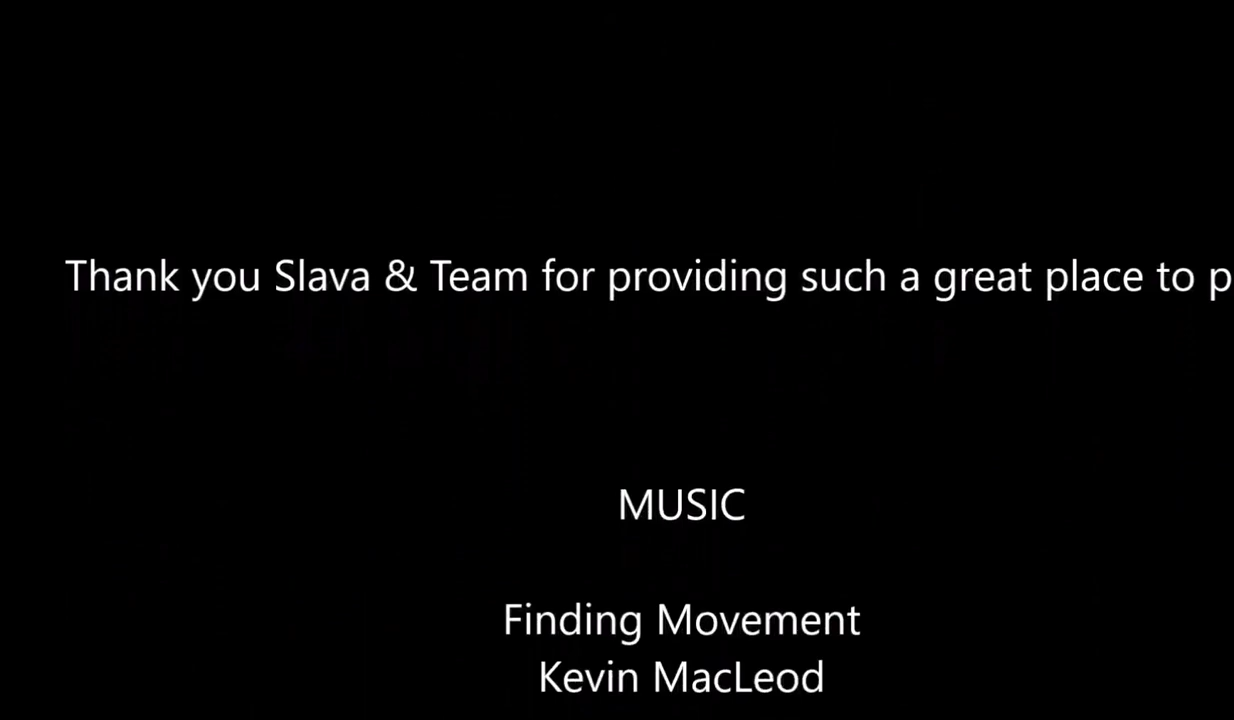 Thank you Slava & Team for providing such a great place to p
MUSIC
Finding Movement
Kevin MacLeod